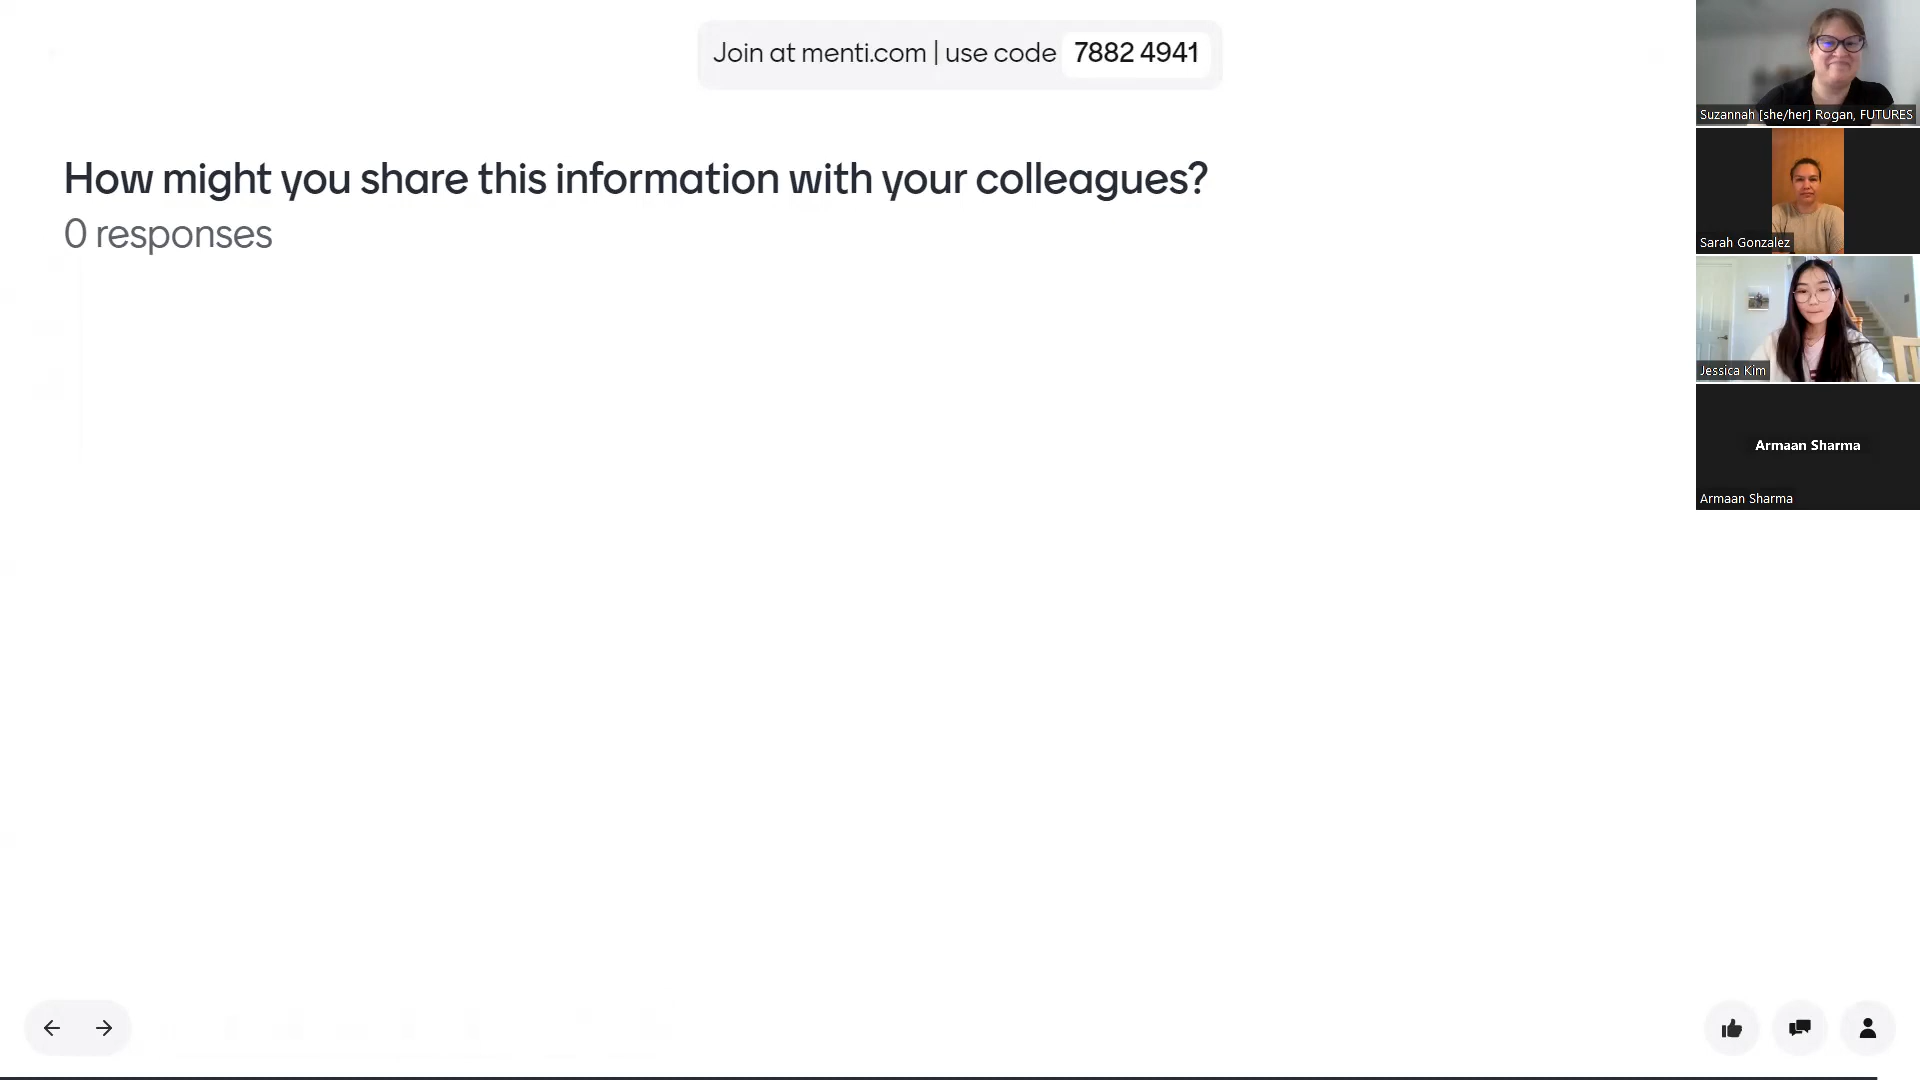 Join at menti.com | use code 7882 4941
How might you share this information with your colleagues?
0 responses
Suzannah [she/her] Rogan, FUTURES
Sarah Gonzalez
Jessica Kim
Armaan Sharma
Armaan Sharma